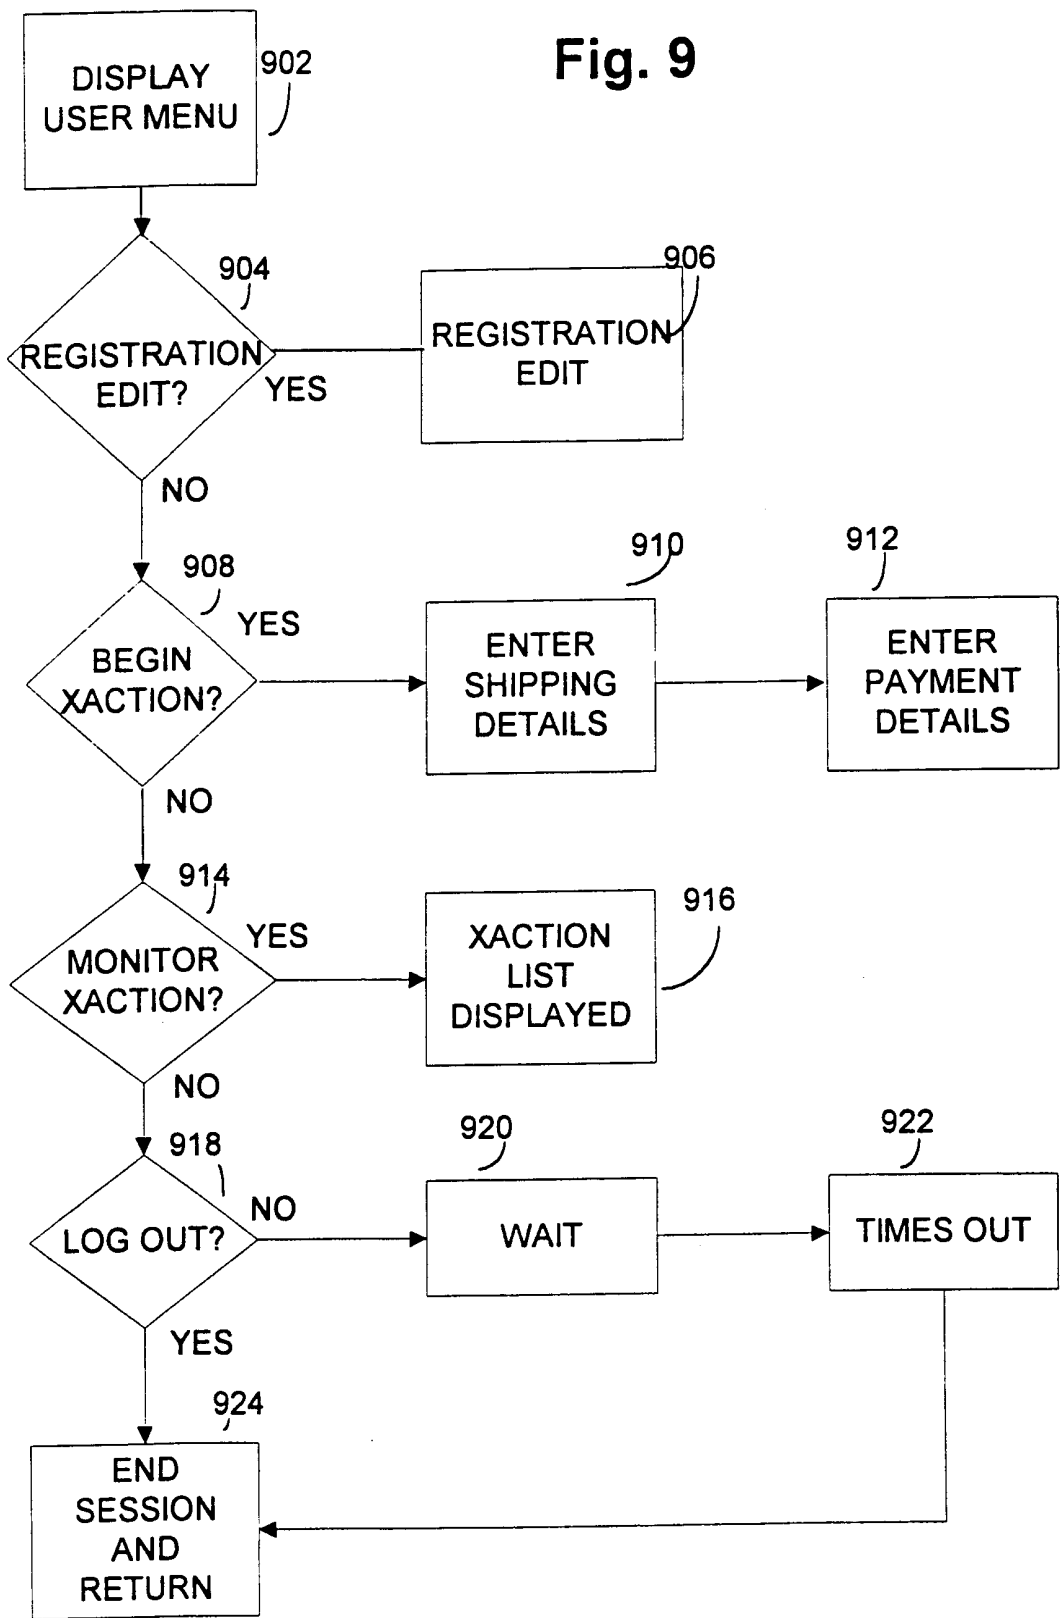 Fig. 9
DISPLAY
USER MENU
902
904
REGISTRATION
EDIT?
YES
906
REGISTRATION
EDIT
NO
908
BEGIN
XACTION?
YES
910
ENTER
SHIPPING
DETAILS
912
ENTER
PAYMENT
DETAILS
NO
914
MONITOR
XACTION?
YES
916
XACTION
LIST
DISPLAYED
NO
918
LOG OUT?
NO
920
WAIT
922
TIMES OUT
YES
924
END
SESSION
AND
RETURN